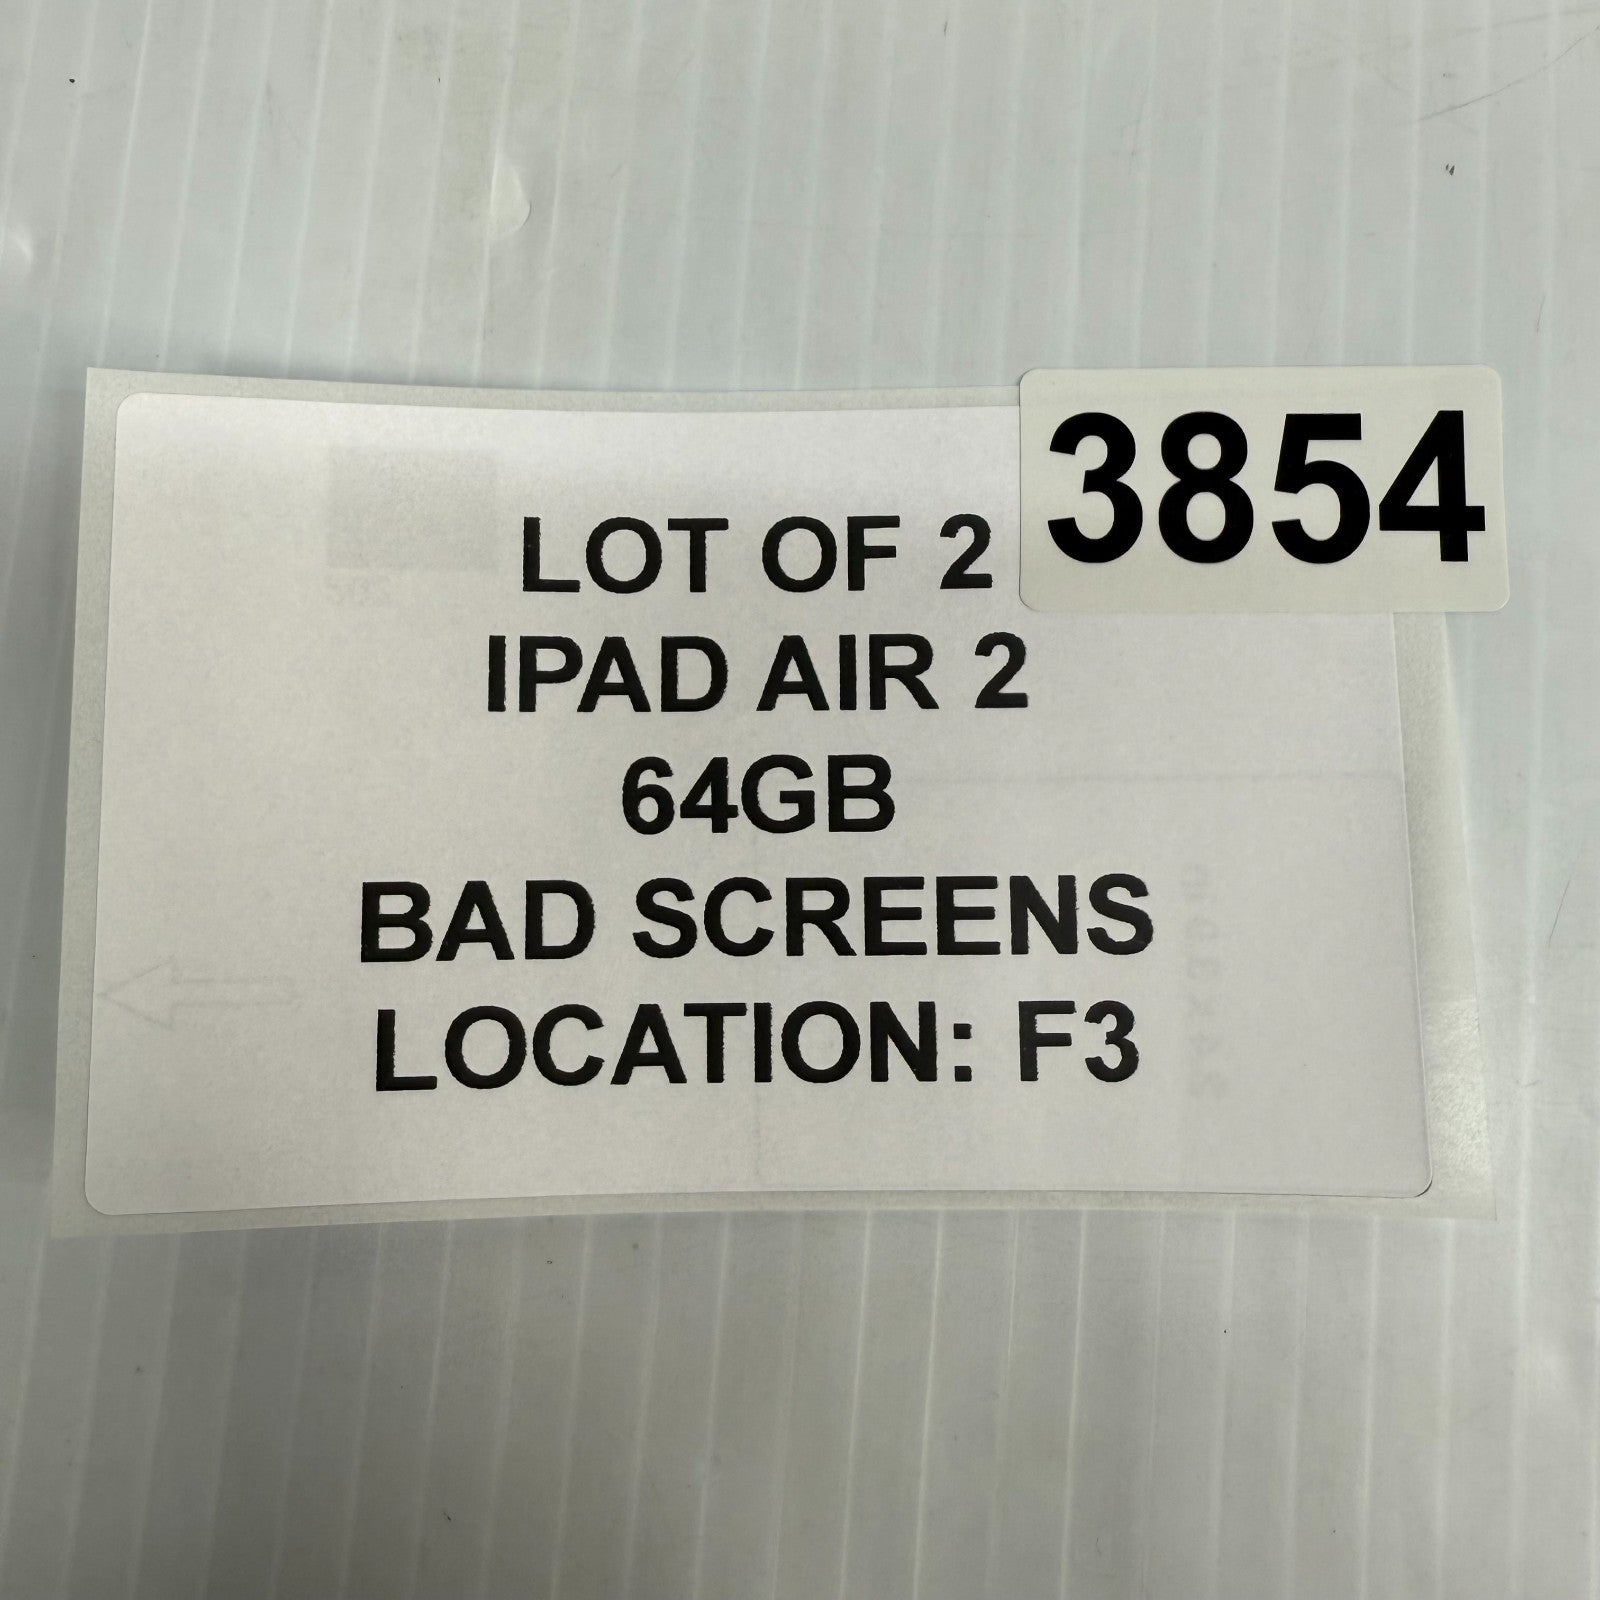 3854
LOT OF 2
IPAD AIR 2
64GB
BAD SCREENS
LOCATION: F3